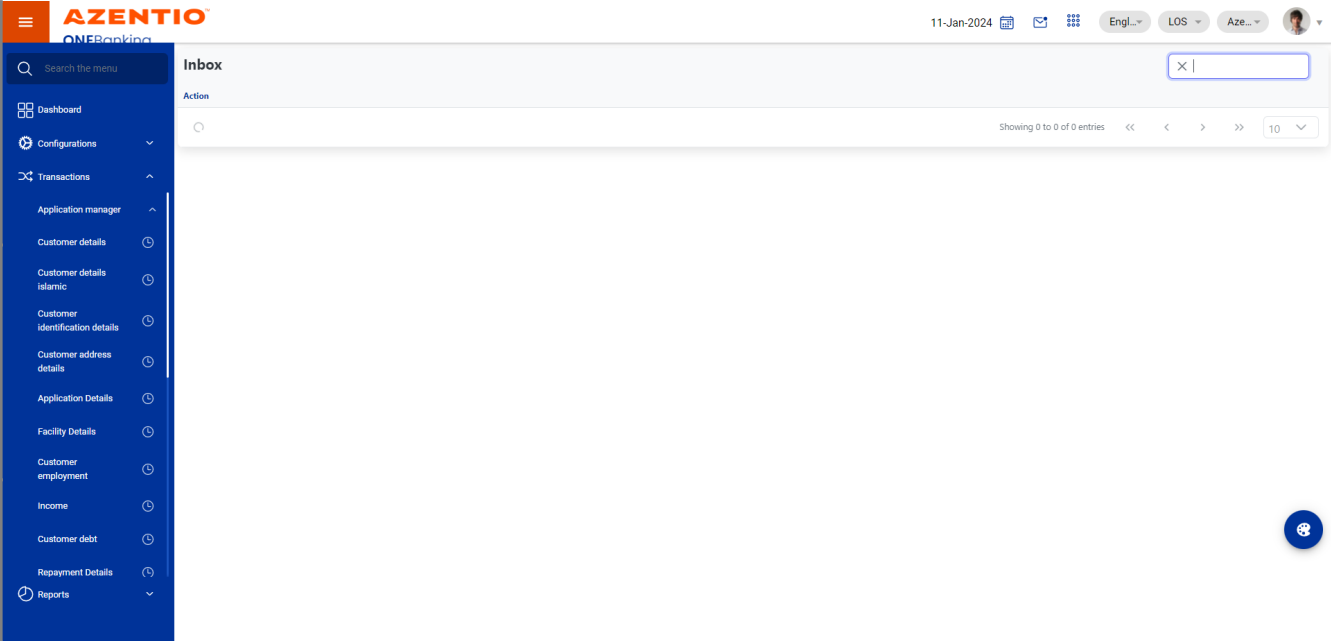 AZENTIO™
ONEBanking
11-Jan-2024
Engl...
LOS
Aze...
Search the menu
Dashboard
Configurations
Transactions
Application manager
Customer details
Customer details
islamic
Customer
identification details
Customer address
details
Application Details
Facility Details
Customer
employment
Income
Customer debt
Repayment Details
Reports
Inbox
Action
Showing 0 to 0 of 0 entries
10